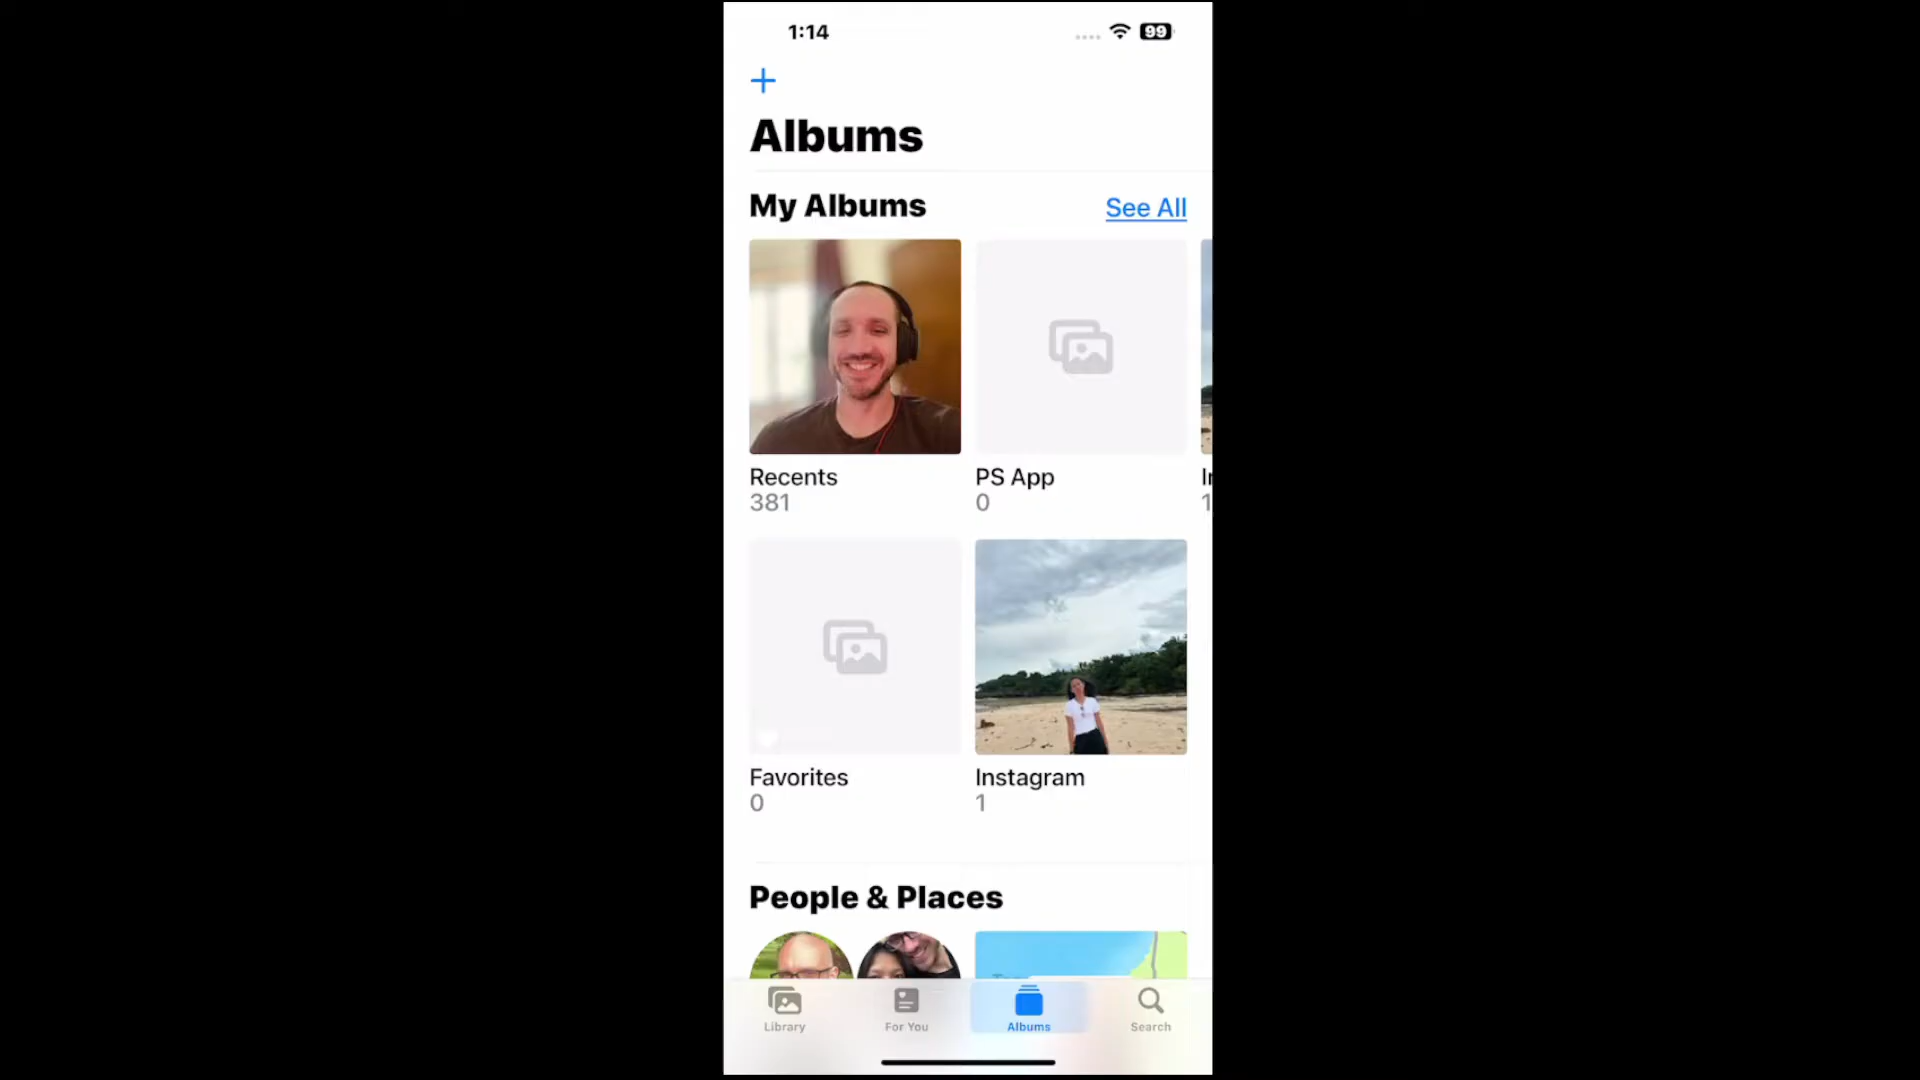 1:14
99
Albums
My Albums
See All
Recents
381
PS App
0
1
Favorites
0
Instagram
1
People & Places
Library
For You
Albums
Search